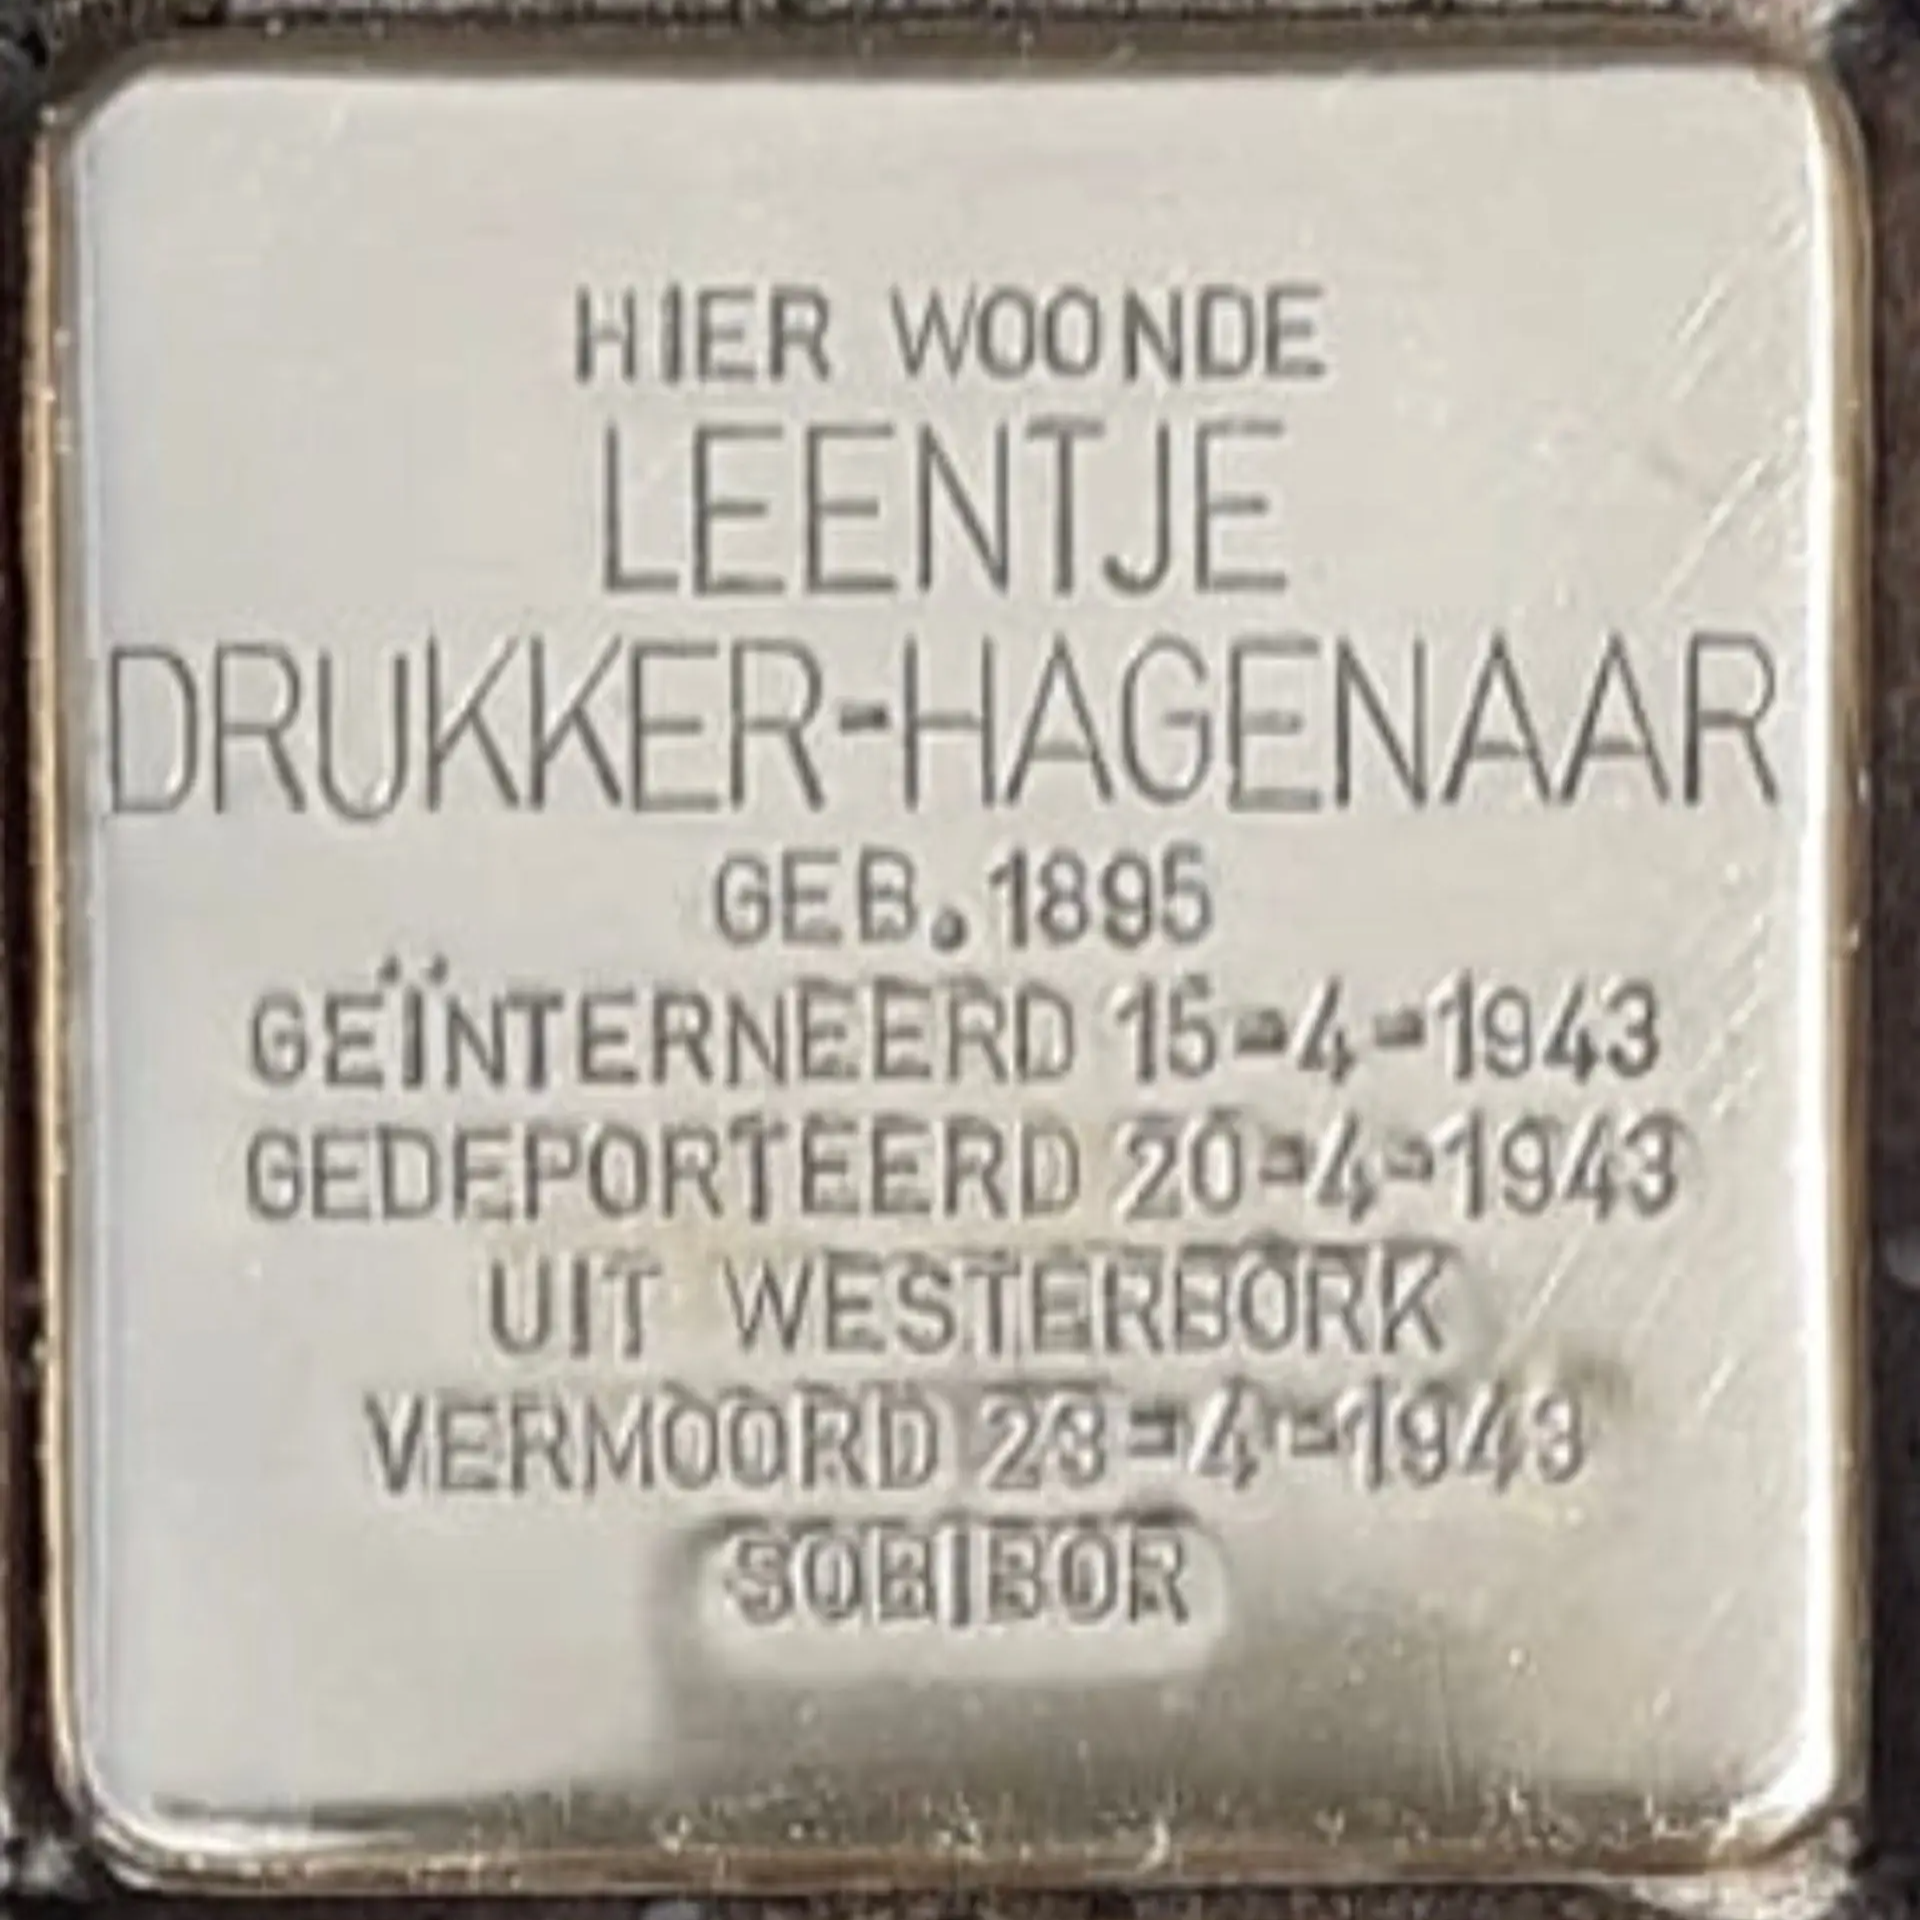 HIER WOONDE
LEENTJE
DRUKKER-HAGENAAR
GEB. 1895
GEÏNTERNEERD 15-4-1943
GEDEPORTEERD 20-4-1943
UIT WESTERBORK
VERMOORD 23-4-1943
SOBIBOR